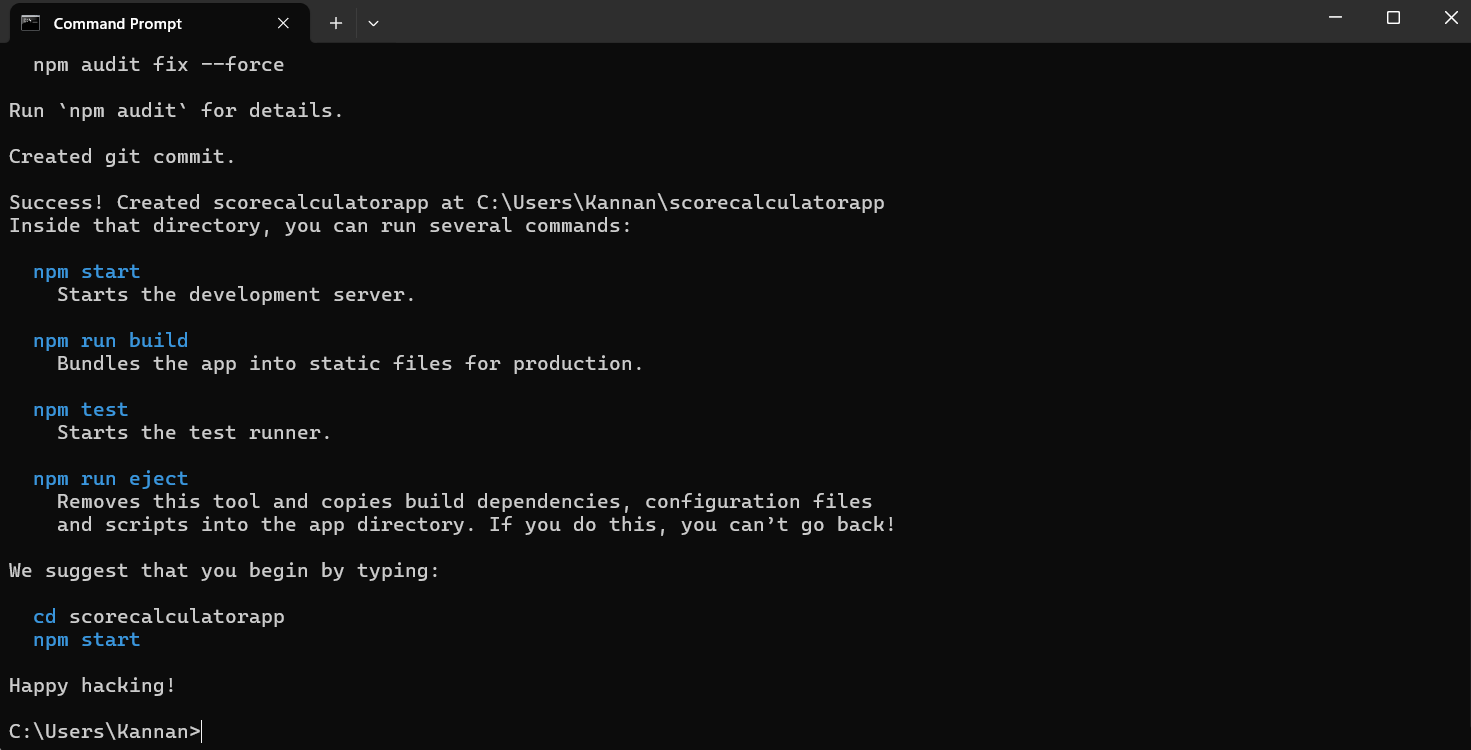 Command Prompt
npm audit fix --force
Run `npm audit` for details.
Created git commit.
Success! Created scorecalculatorapp at C:\Users\Kannan\scorecalculatorapp
Inside that directory, you can run several commands:
npm start
Starts the development server.
npm run build
Bundles the app into static files for production.
npm test
Starts the test runner.
npm run eject
Removes this tool and copies build dependencies, configuration files
and scripts into the app directory. If you do this, you can’t go back!
We suggest that you begin by typing:
cd scorecalculatorapp
npm start
Happy hacking!
C:\Users\Kannan>